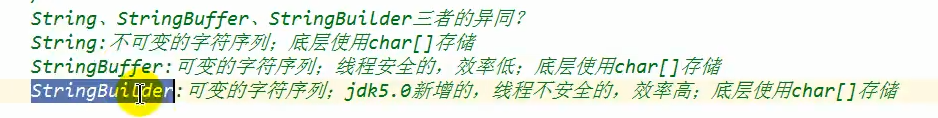 String、StringBuffer、StringBuilder三者的异同？
String:不可变的字符序列；底层使用char[]存储
StringBuffer:可变的字符序列；线程安全的，效率低；底层使用char[]存储
StringBuilder:可变的字符序列；jdk5.0新增的，线程不安全的，效率高；底层使用char[]存储